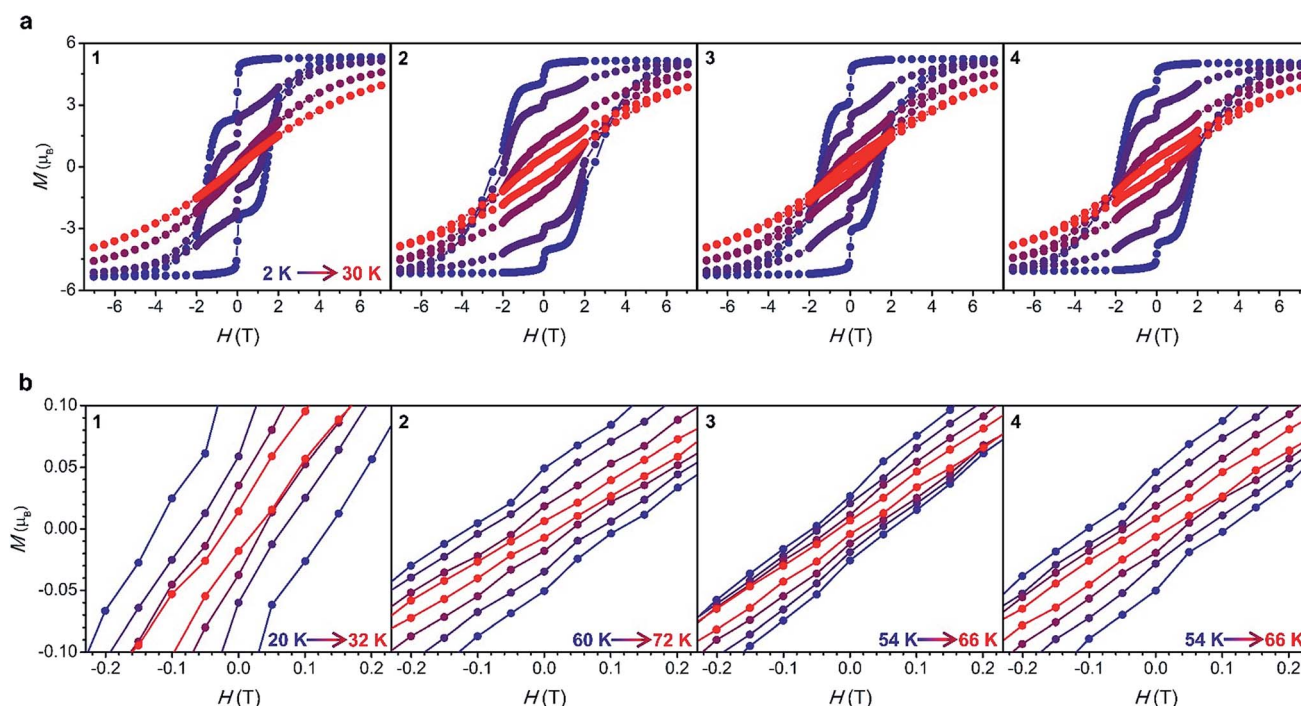 a
1 2 3 4
M (μB)
6
3
0
-3
-6
2 K → 30 K
-6 -4 -2 0 2 4 6 -6 -4 -2 0 2 4 6 -6 -4 -2 0 2 4 6 -6 -4 -2 0 2 4 6
H (T) H (T) H (T) H (T)
b
1 2 3 4
M (μB)
0.10
0.05
0.00
-0.05
-0.10
20 K → 32 K 60 K → 72 K 54 K → 66 K 54 K → 66 K
-0.2 -0.1 0.0 0.1 0.2 -0.2 -0.1 0.0 0.1 0.2 -0.2 -0.1 0.0 0.1 0.2 -0.2 -0.1 0.0 0.1 0.2
H (T) H (T) H (T) H (T)